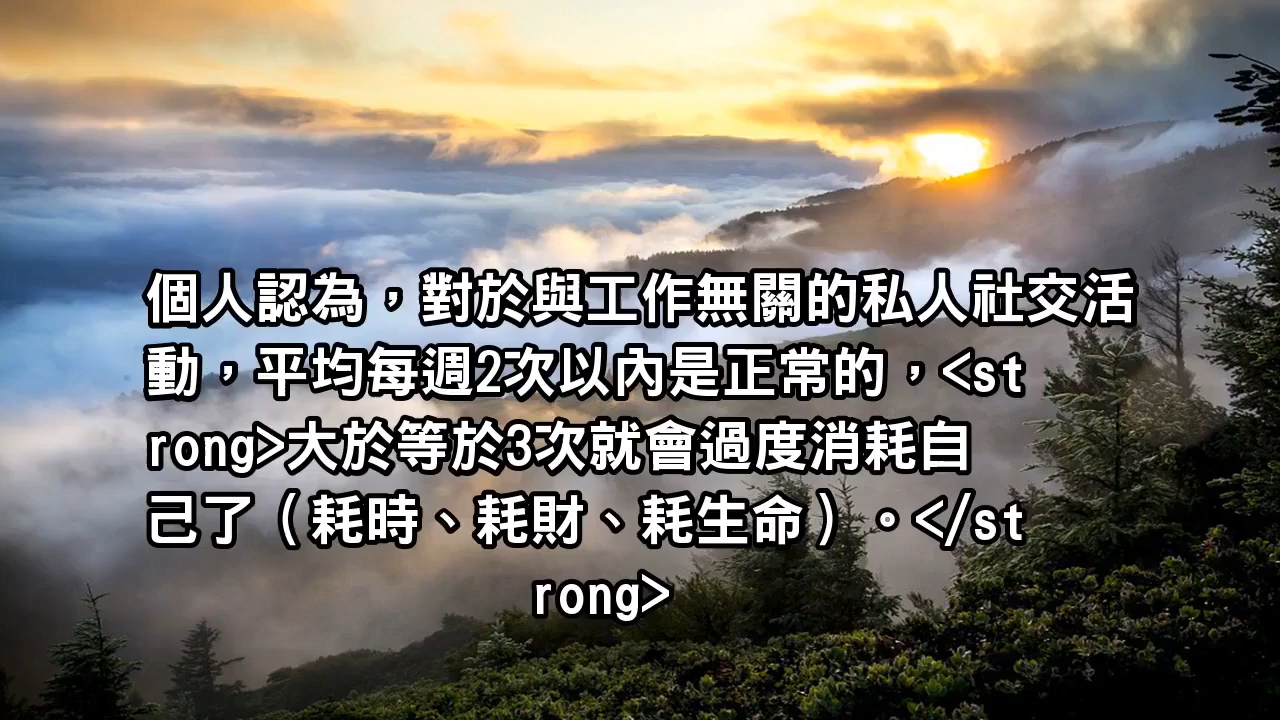 個人認為，對於與工作無關的私人社交活
動，平均每週2次以內是正常的，<st
rong>大於等於3次就會過度消耗自
己了（耗時、耗財、耗生命）。</st
rong>